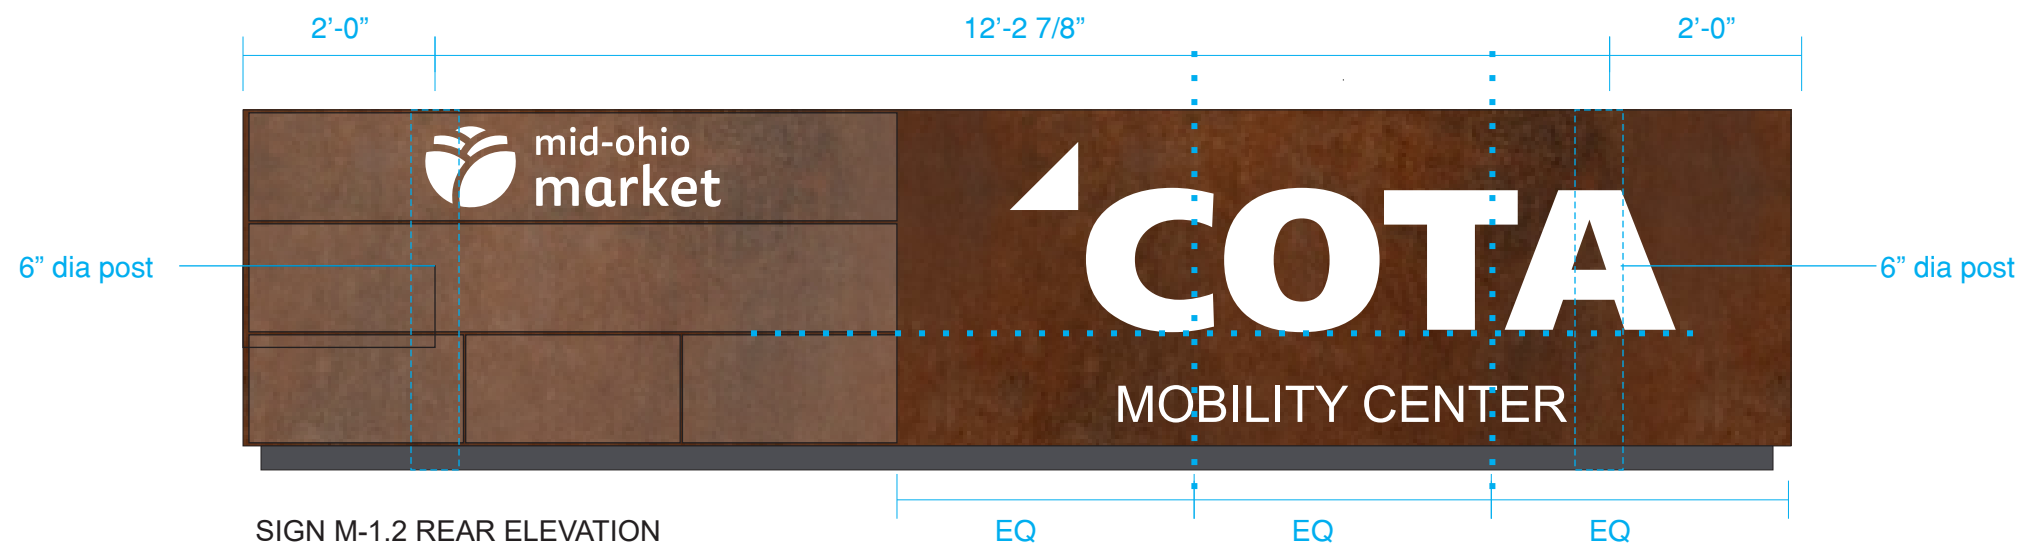 2’-0” 12’-2 7/8” 2’-0”
mid-ohio
market
COTA
6” dia post 6” dia post
MOBILITY CENTER
SIGN M-1.2 REAR ELEVATION EQ EQ EQ